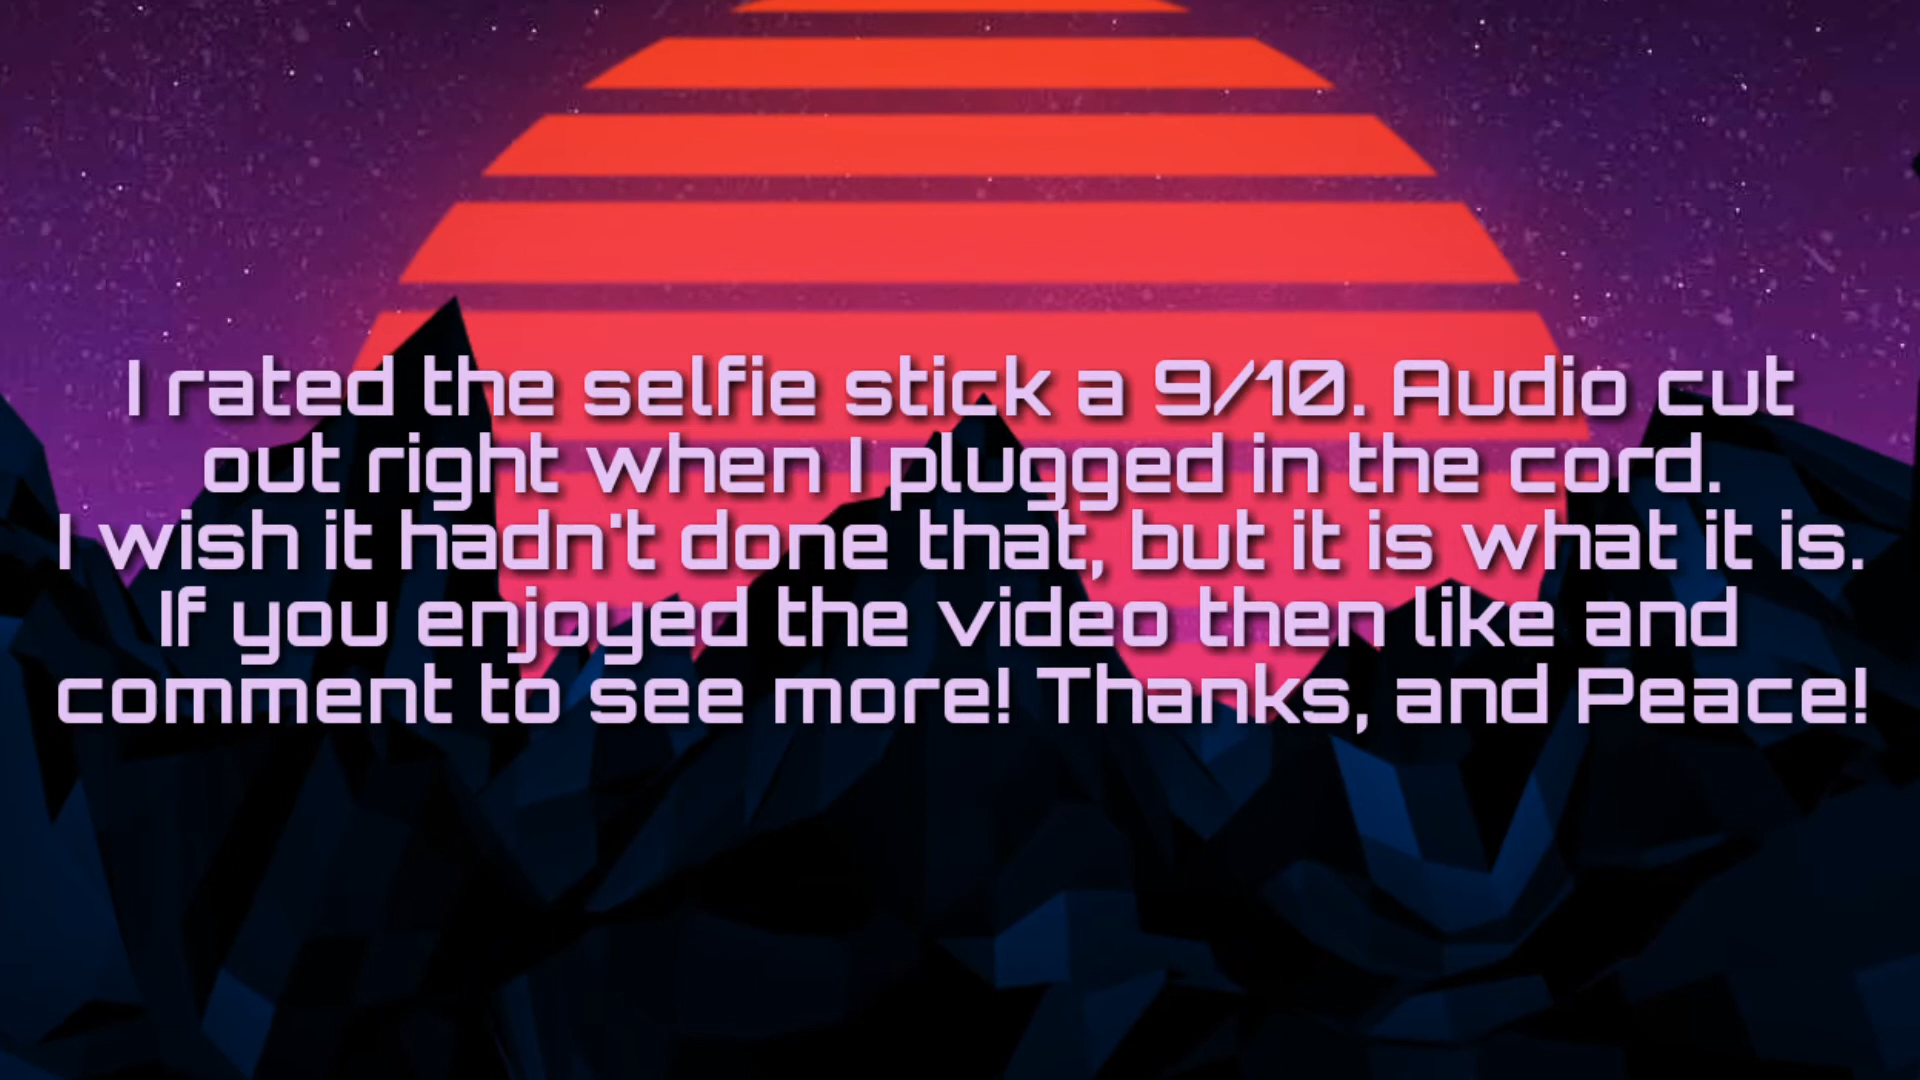 I rated the selfie stick a 9/10. Audio cut
out right when I plugged in the cord.
I wish it hadn't done that, but it is what it is.
If you enjoyed the video then like and
comment to see more! Thanks, and Peace!